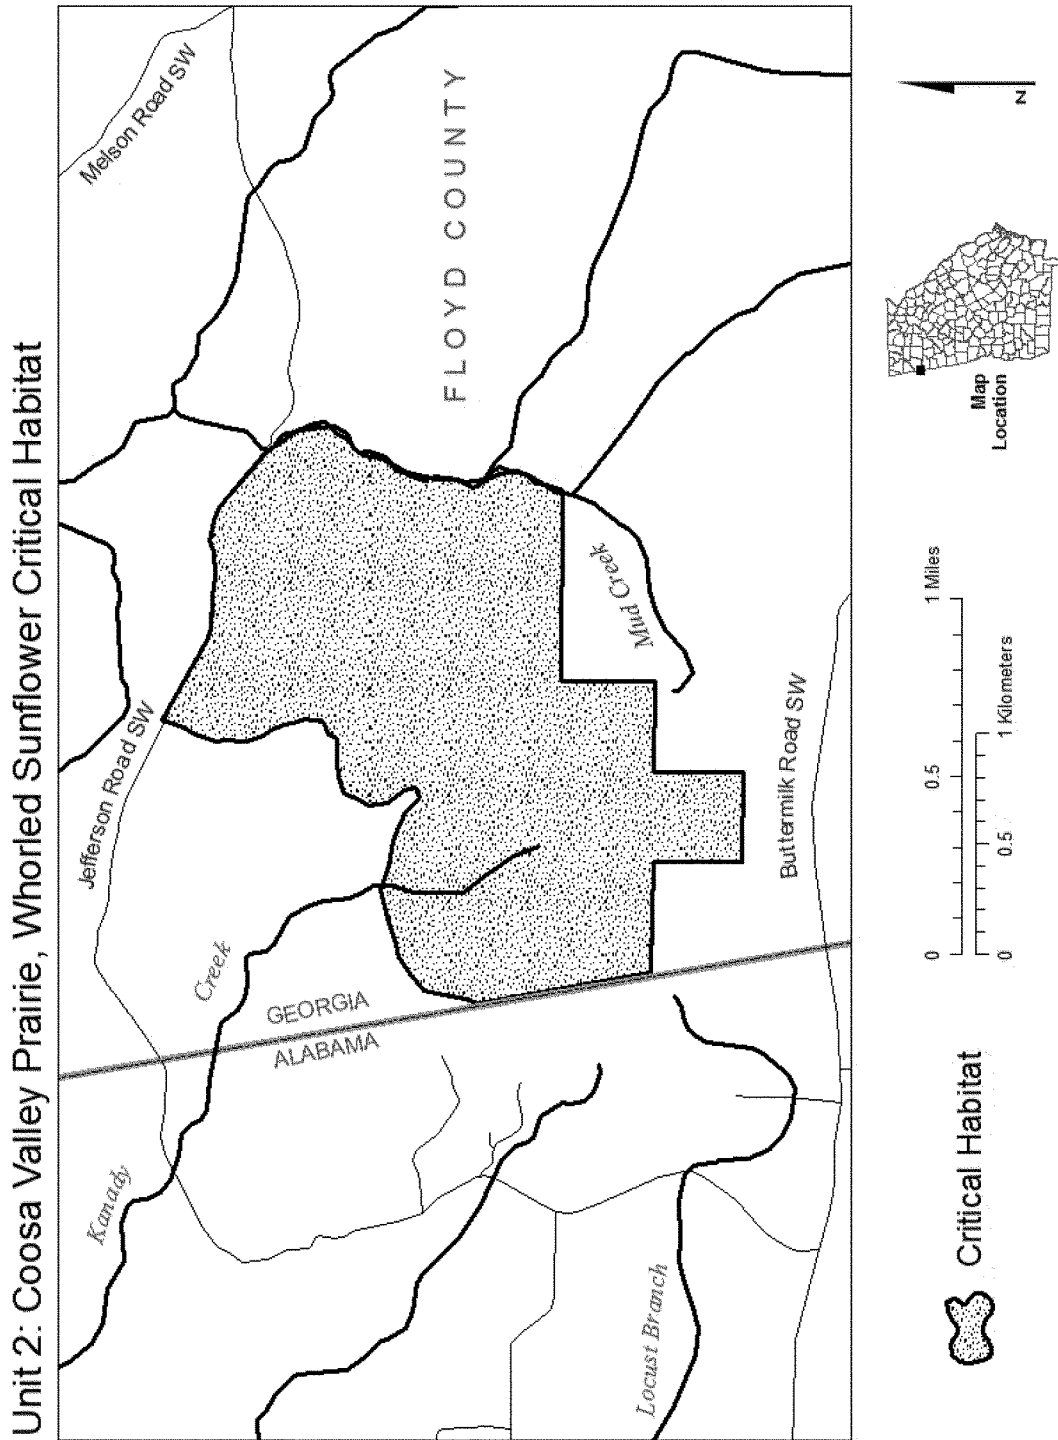 Unit 2: Coosa Valley Prairie, Whorled Sunflower Critical Habitat
Melson Road SW
Jefferson Road SW
FLOYD COUNTY
Kanady
Creek
GEORGIA
ALABAMA
Mud Creek
Locust Branch
Buttermilk Road SW
Critical Habitat
0 0.5 1 Miles
0 0.5 1 Kilometers
Map
Location
N